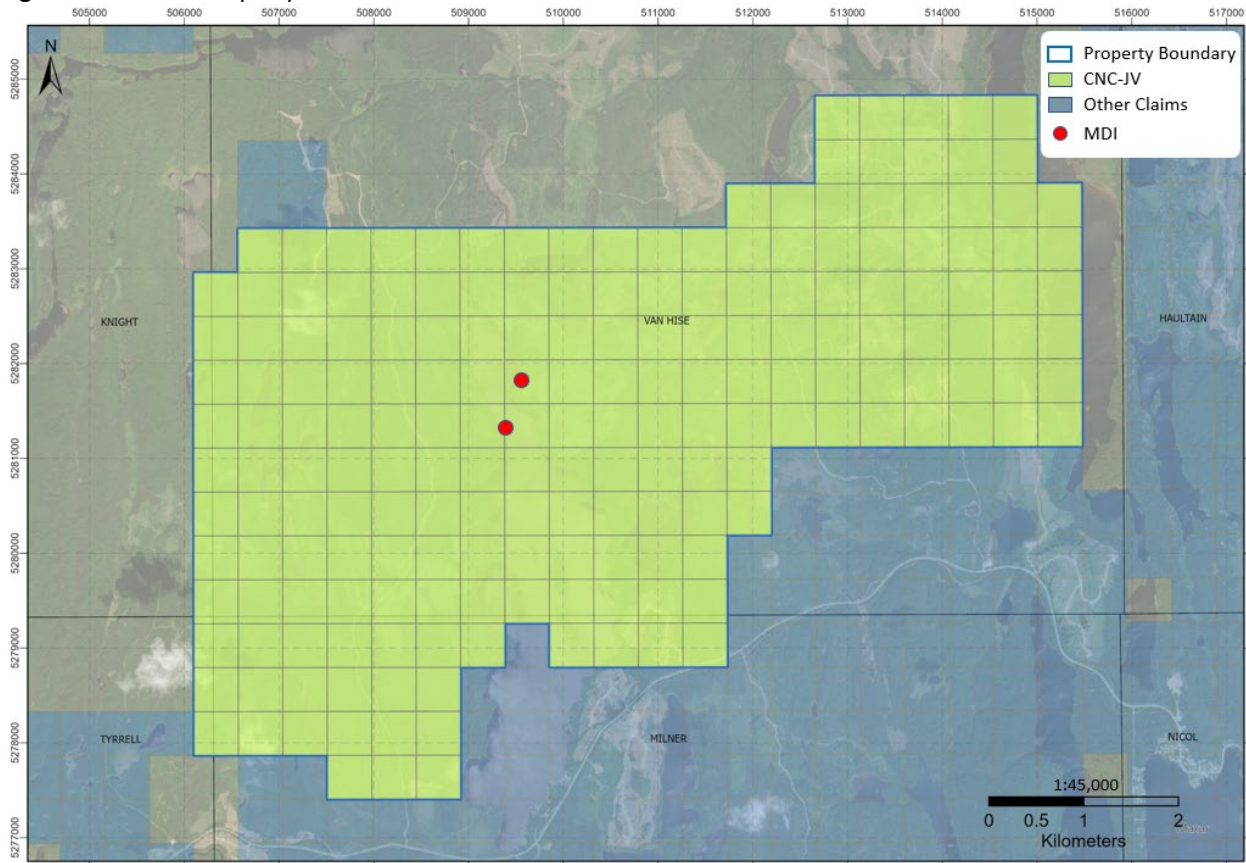 505000 506000 507000 508000 509000 510000 511000 512000 513000 514000 515000 516000 517000
N
Property Boundary
CNC-JV
Other Claims
MDI
5285000
5284000
5283000
5282000
5281000
5280000
5279000
5278000
5277000
KNIGHT
VAN HISE
HAULTAIN
TYRRELL
MILNER
NICOL
1:45,000
0 0.5 1 2
Kilometers